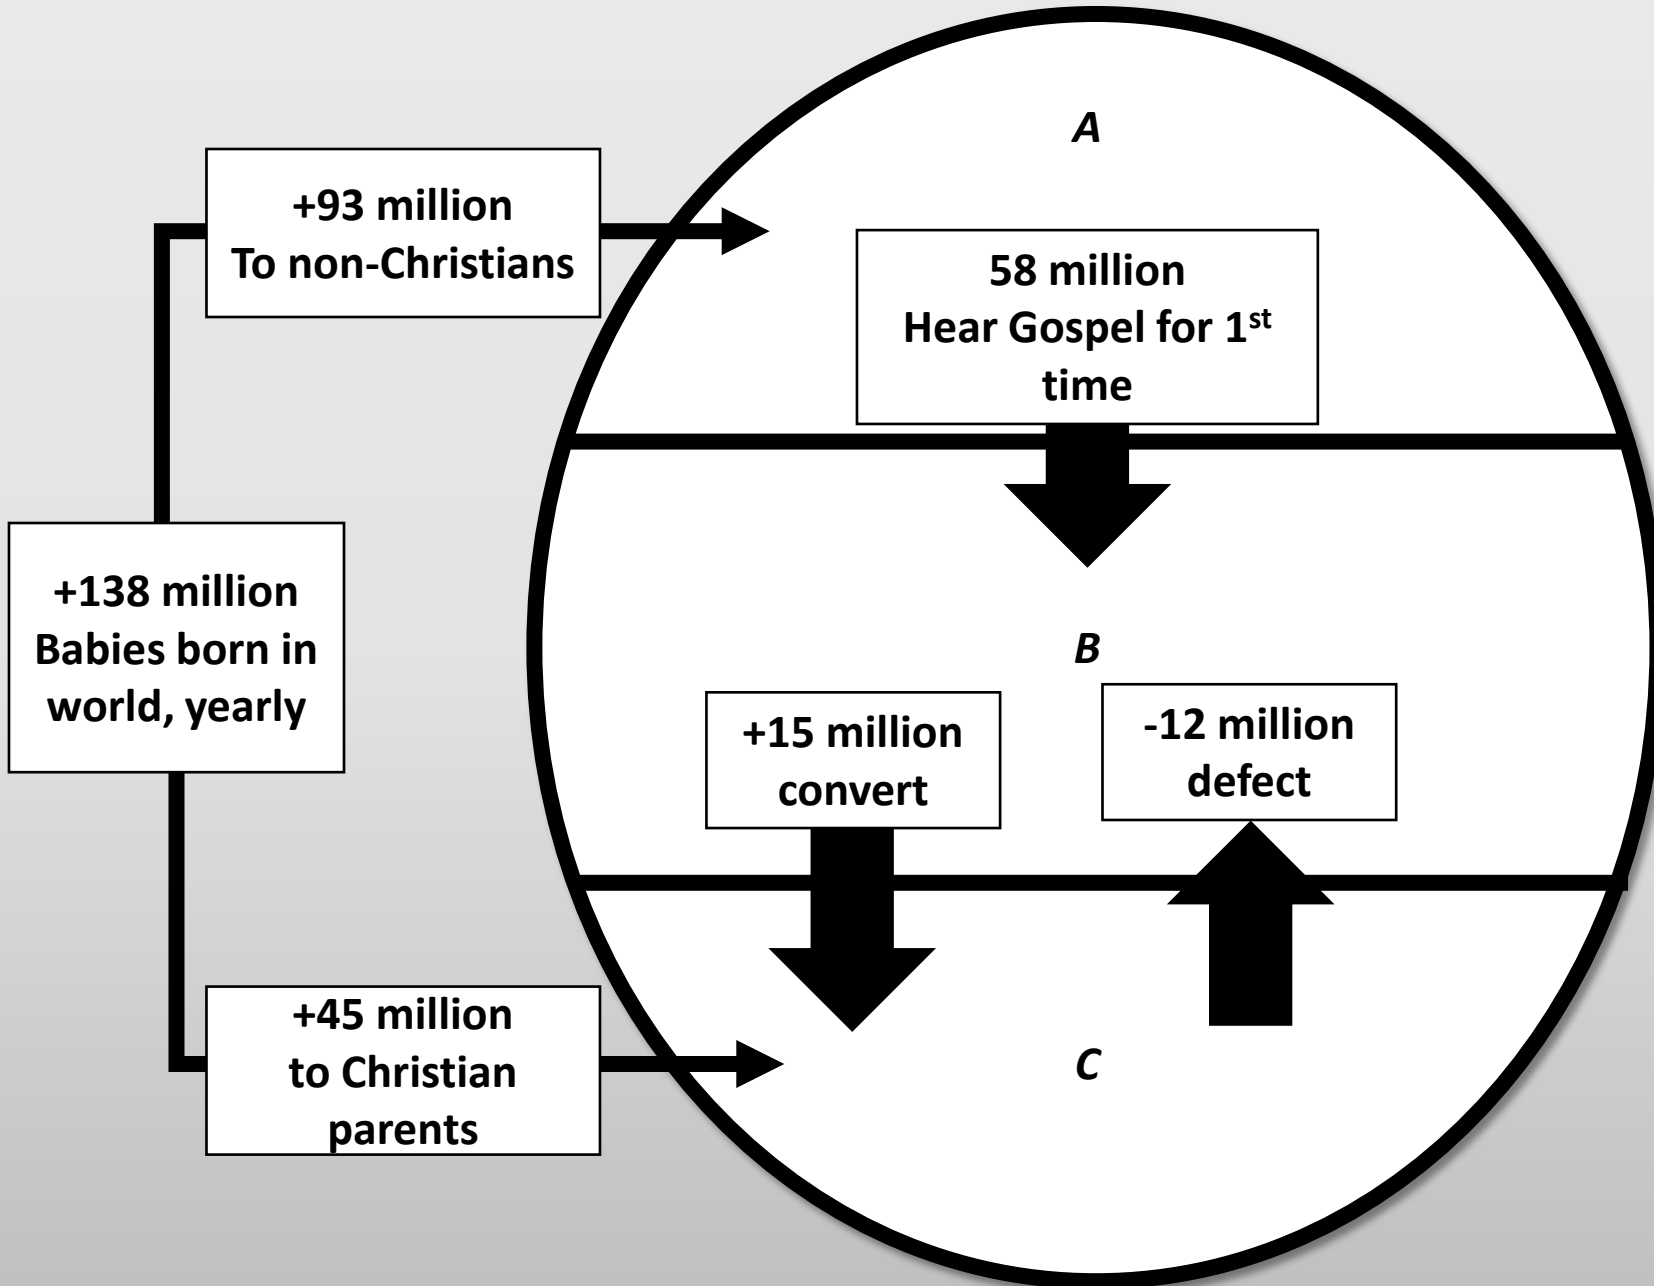 A
+93 million
To non-Christians
58 million
Hear Gospel for 1st
time
+138 million
Babies born in
world, yearly
B
+15 million
convert
-12 million
defect
+45 million
to Christian
parents
C